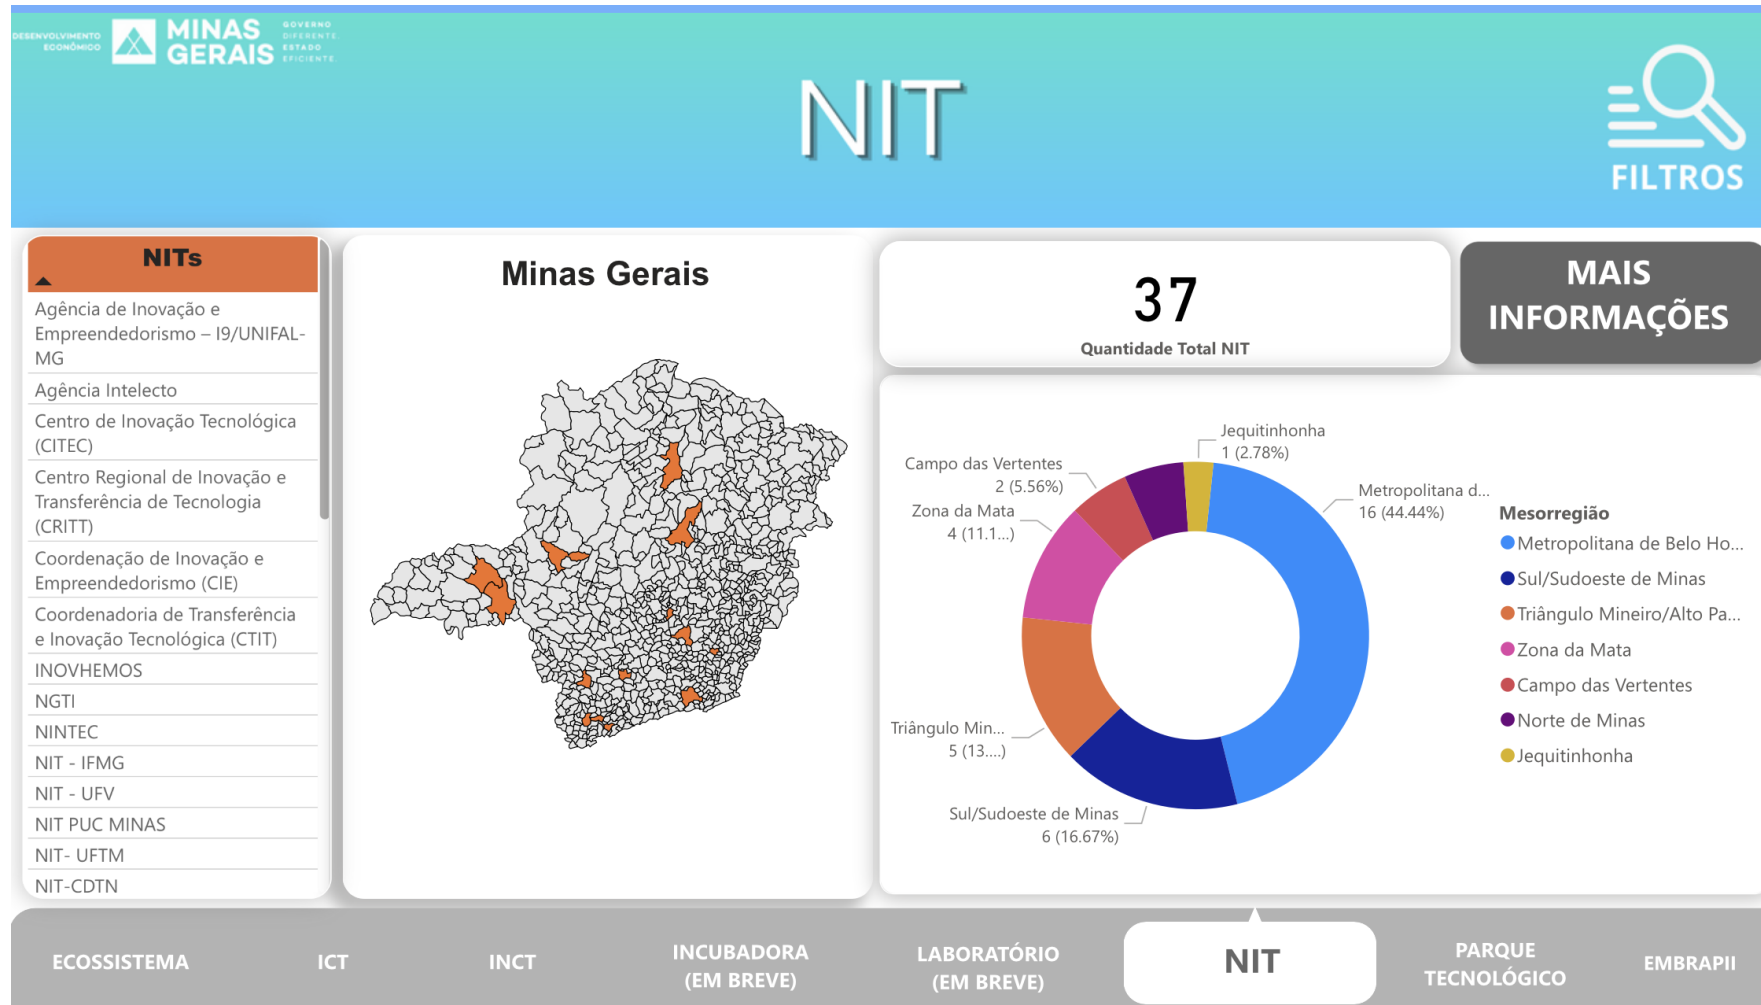 DESENVOLVIMENTO
ECONÔMICO
MINAS
GERAIS
GOVERNO
DIFERENTE.
ESTADO
EFICIENTE.
NIT
FILTROS
NITs
Agência de Inovação e
Empreendedorismo – I9/UNIFAL-
MG
Agência Intelecto
Centro de Inovação Tecnológica
(CITEC)
Centro Regional de Inovação e
Transferência de Tecnologia
(CRITT)
Coordenação de Inovação e
Empreendedorismo (CIE)
Coordenadoria de Transferência
e Inovação Tecnológica (CTIT)
INOVHEMOS
NGTI
NINTEC
NIT - IFMG
NIT - UFV
NIT PUC MINAS
NIT- UFTM
NIT-CDTN
Minas Gerais
37
Quantidade Total NIT
MAIS
INFORMAÇÕES
Jequitinhonha
1 (2.78%)
Campo das Vertentes
2 (5.56%)
Zona da Mata
4 (11.1...)
Metropolitana d...
16 (44.44%)
Triângulo Min...
5 (13....)
Sul/Sudoeste de Minas
6 (16.67%)
Mesorregião
Metropolitana de Belo Ho...
Sul/Sudoeste de Minas
Triângulo Mineiro/Alto Pa...
Zona da Mata
Campo das Vertentes
Norte de Minas
Jequitinhonha
ECOSSISTEMA
ICT
INCT
INCUBADORA
(EM BREVE)
LABORATÓRIO
(EM BREVE)
NIT
PARQUE
TECNOLÓGICO
EMBRAPII